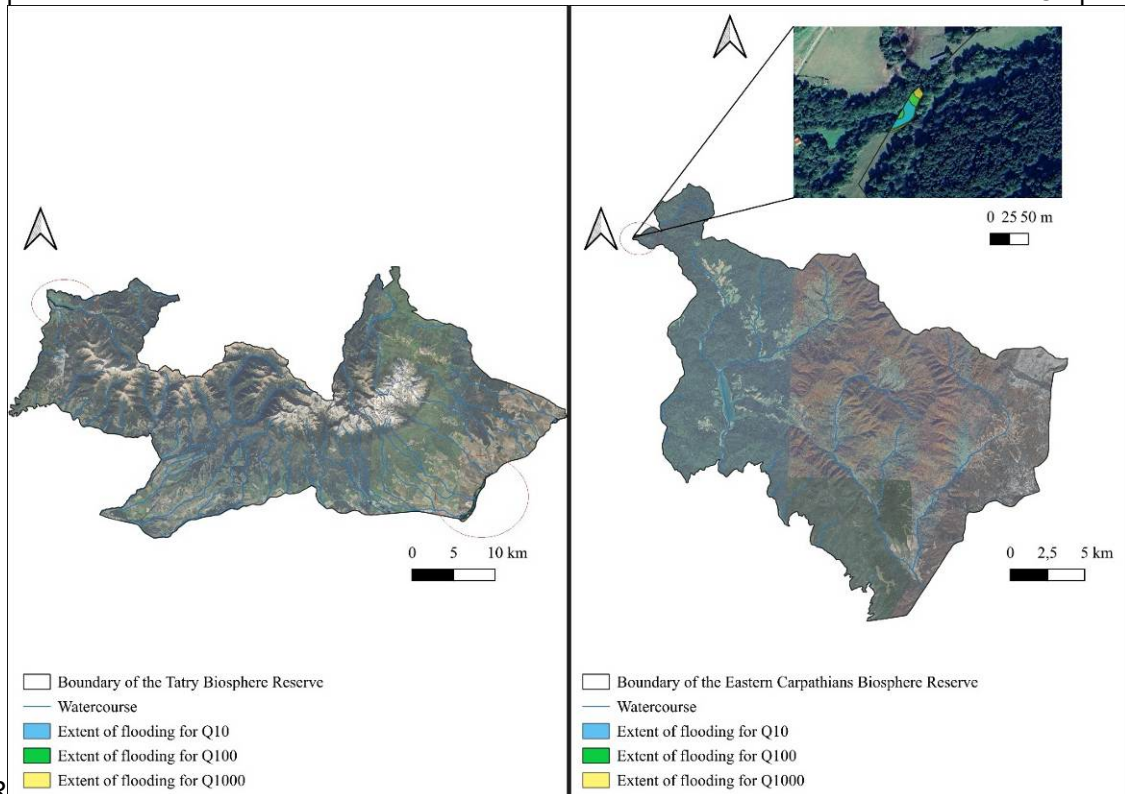 0 25 50 m
0 5 10 km
0 2,5 5 km
Boundary of the Tatry Biosphere Reserve
Watercourse
Extent of flooding for Q10
Extent of flooding for Q100
Extent of flooding for Q1000
Boundary of the Eastern Carpathians Biosphere Reserve
Watercourse
Extent of flooding for Q10
Extent of flooding for Q100
Extent of flooding for Q1000